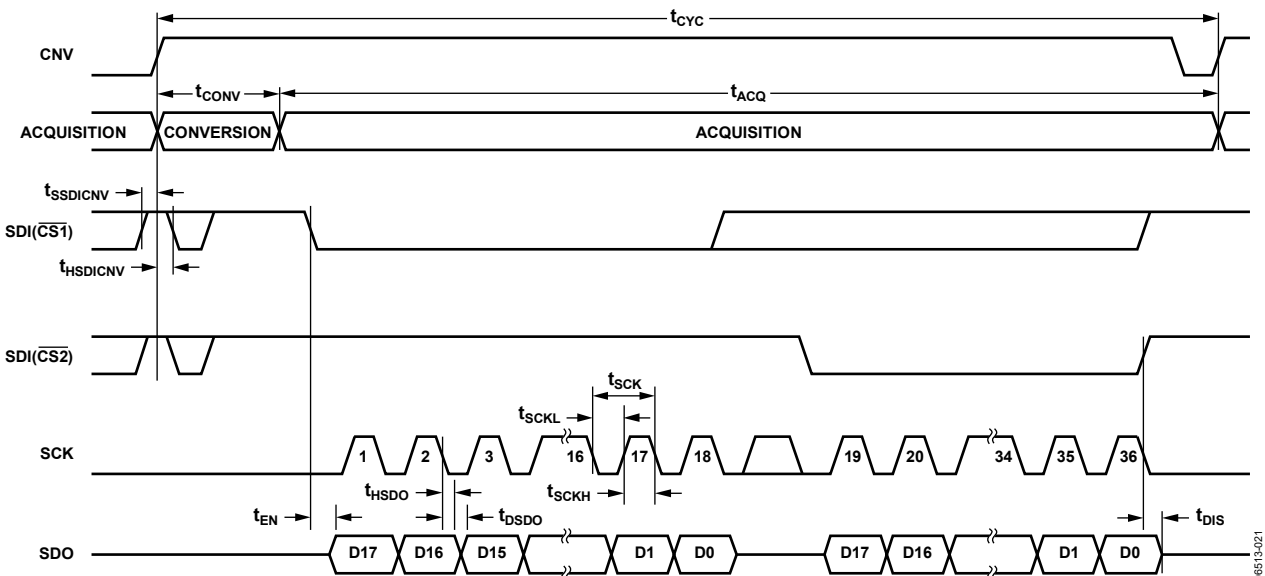 tCYC
CNV
tCONV
tACQ
ACQUISITION CONVERSION ACQUISITION
tSSDICNV
SDI(CS1)
tHSDICNV
SDI(CS2)
tSCK
tSCKL
SCK 1 2 3 16 17 18 19 20 34 35 36
tHSDO
tSCKH
tEN
tDSDO
tDIS
SDO D17 D16 D15 D1 D0 D17 D16 D1 D0